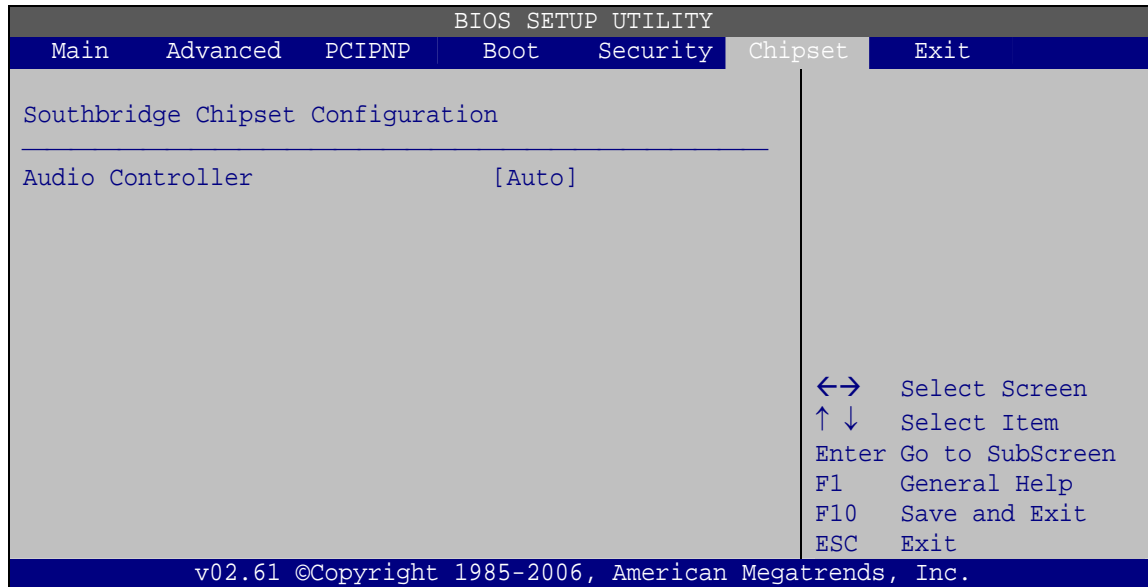 BIOS SETUP UTILITY
Main Advanced PCIPNP Boot Security Chipset Exit
Southbridge Chipset Configuration
Audio Controller [Auto]
←→ Select Screen
↑ ↓ Select Item
Enter Go to SubScreen
F1 General Help
F10 Save and Exit
ESC Exit
v02.61 ©Copyright 1985-2006, American Megatrends, Inc.